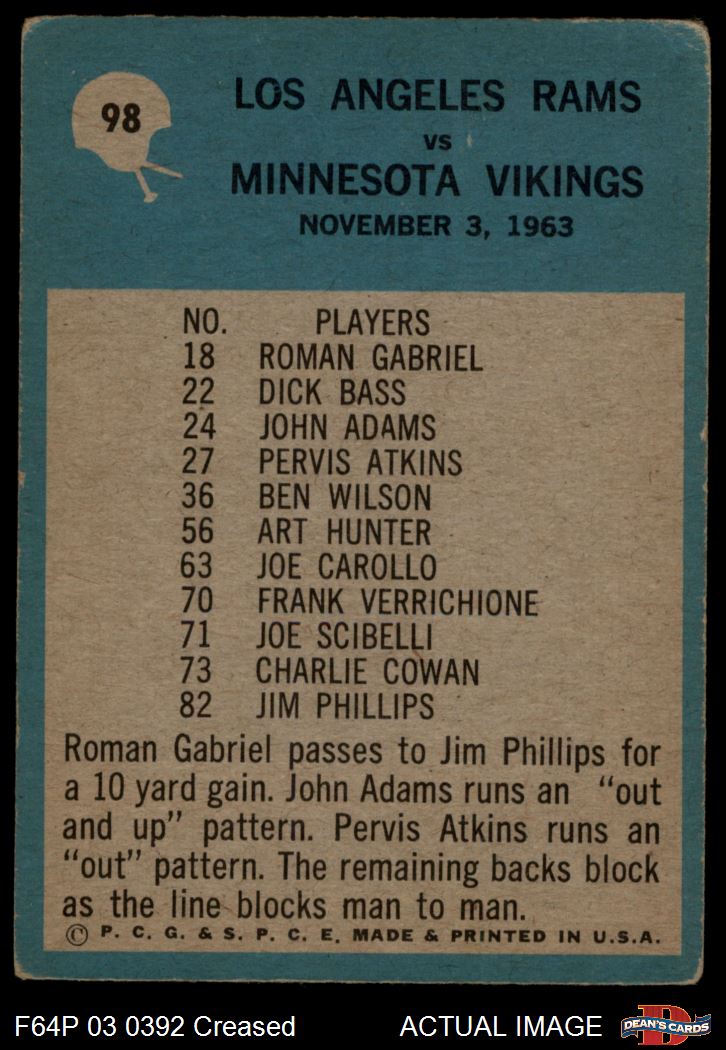 98
LOS ANGELES RAMS
VS
MINNESOTA VIKINGS
NOVEMBER 3, 1963
NO. PLAYERS
18 ROMAN GABRIEL
22 DICK BASS
24 JOHN ADAMS
27 PERVIS ATKINS
36 BEN WILSON
56 ART HUNTER
63 JOE CAROLLO
70 FRANK VERRICHIONE
71 JOE SCIBELLI
73 CHARLIE COWAN
82 JIM PHILLIPS
Roman Gabriel passes to Jim Phillips for
a 10 yard gain. John Adams runs an “out
and up” pattern. Pervis Atkins runs an
“out” pattern. The remaining backs block
as the line blocks man to man.
© P. C. G. & S. P. C. E. MADE & PRINTED IN U.S.A.
F64P 03 0392 Creased ACTUAL IMAGE
D
DEAN'S CARDS